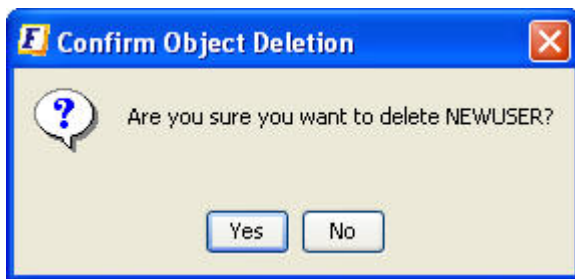 F Confirm Object Deletion
?
Are you sure you want to delete NEWUSER?
Yes No